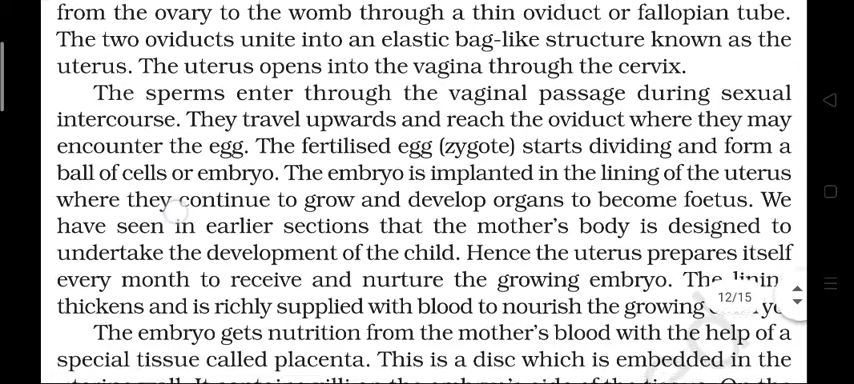 from the ovary to the womb through a thin oviduct or fallopian tube.
The two oviducts unite into an elastic bag-like structure known as the
uterus. The uterus opens into the vagina through the cervix.
The sperms enter through the vaginal passage during sexual
intercourse. They travel upwards and reach the oviduct where they may
encounter the egg. The fertilised egg (zygote) starts dividing and form a
ball of cells or embryo. The embryo is implanted in the lining of the uterus
where they continue to grow and develop organs to become foetus. We
have seen in earlier sections that the mother's body is designed to
undertake the development of the child. Hence the uterus prepares itself
every month to receive and nurture the growing embryo. The
12/15
thickens and is richly supplied with blood to nourish the growing
The embryo gets nutrition from the mother's blood with the help of a
special tissue called placenta. This is a disc which is embedded in the